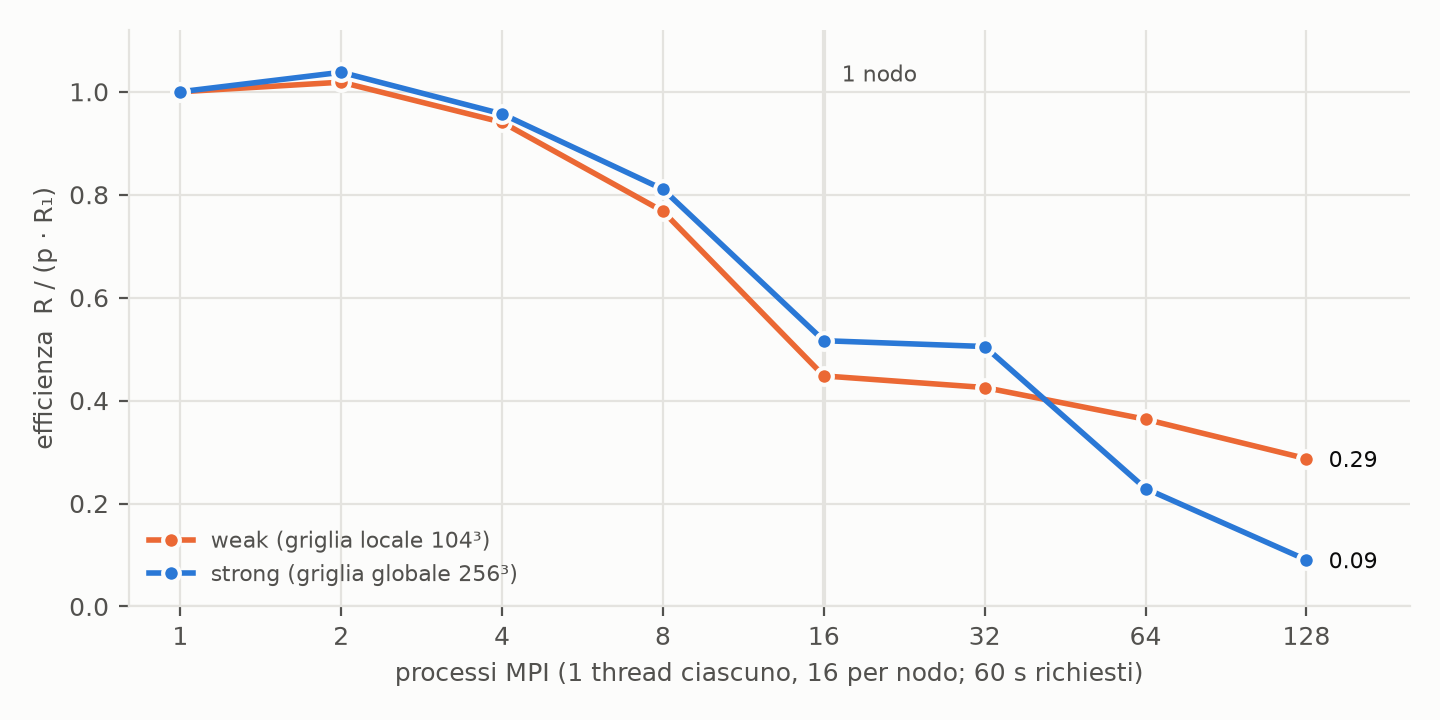 1 nodo
efficienza R / (p · R₁)
1.0
0.8
0.6
0.4
0.2
0.0
0.29
0.09
weak (griglia locale 104³)
strong (griglia globale 256³)
1 2 4 8 16 32 64 128
processi MPI (1 thread ciascuno, 16 per nodo; 60 s richiesti)